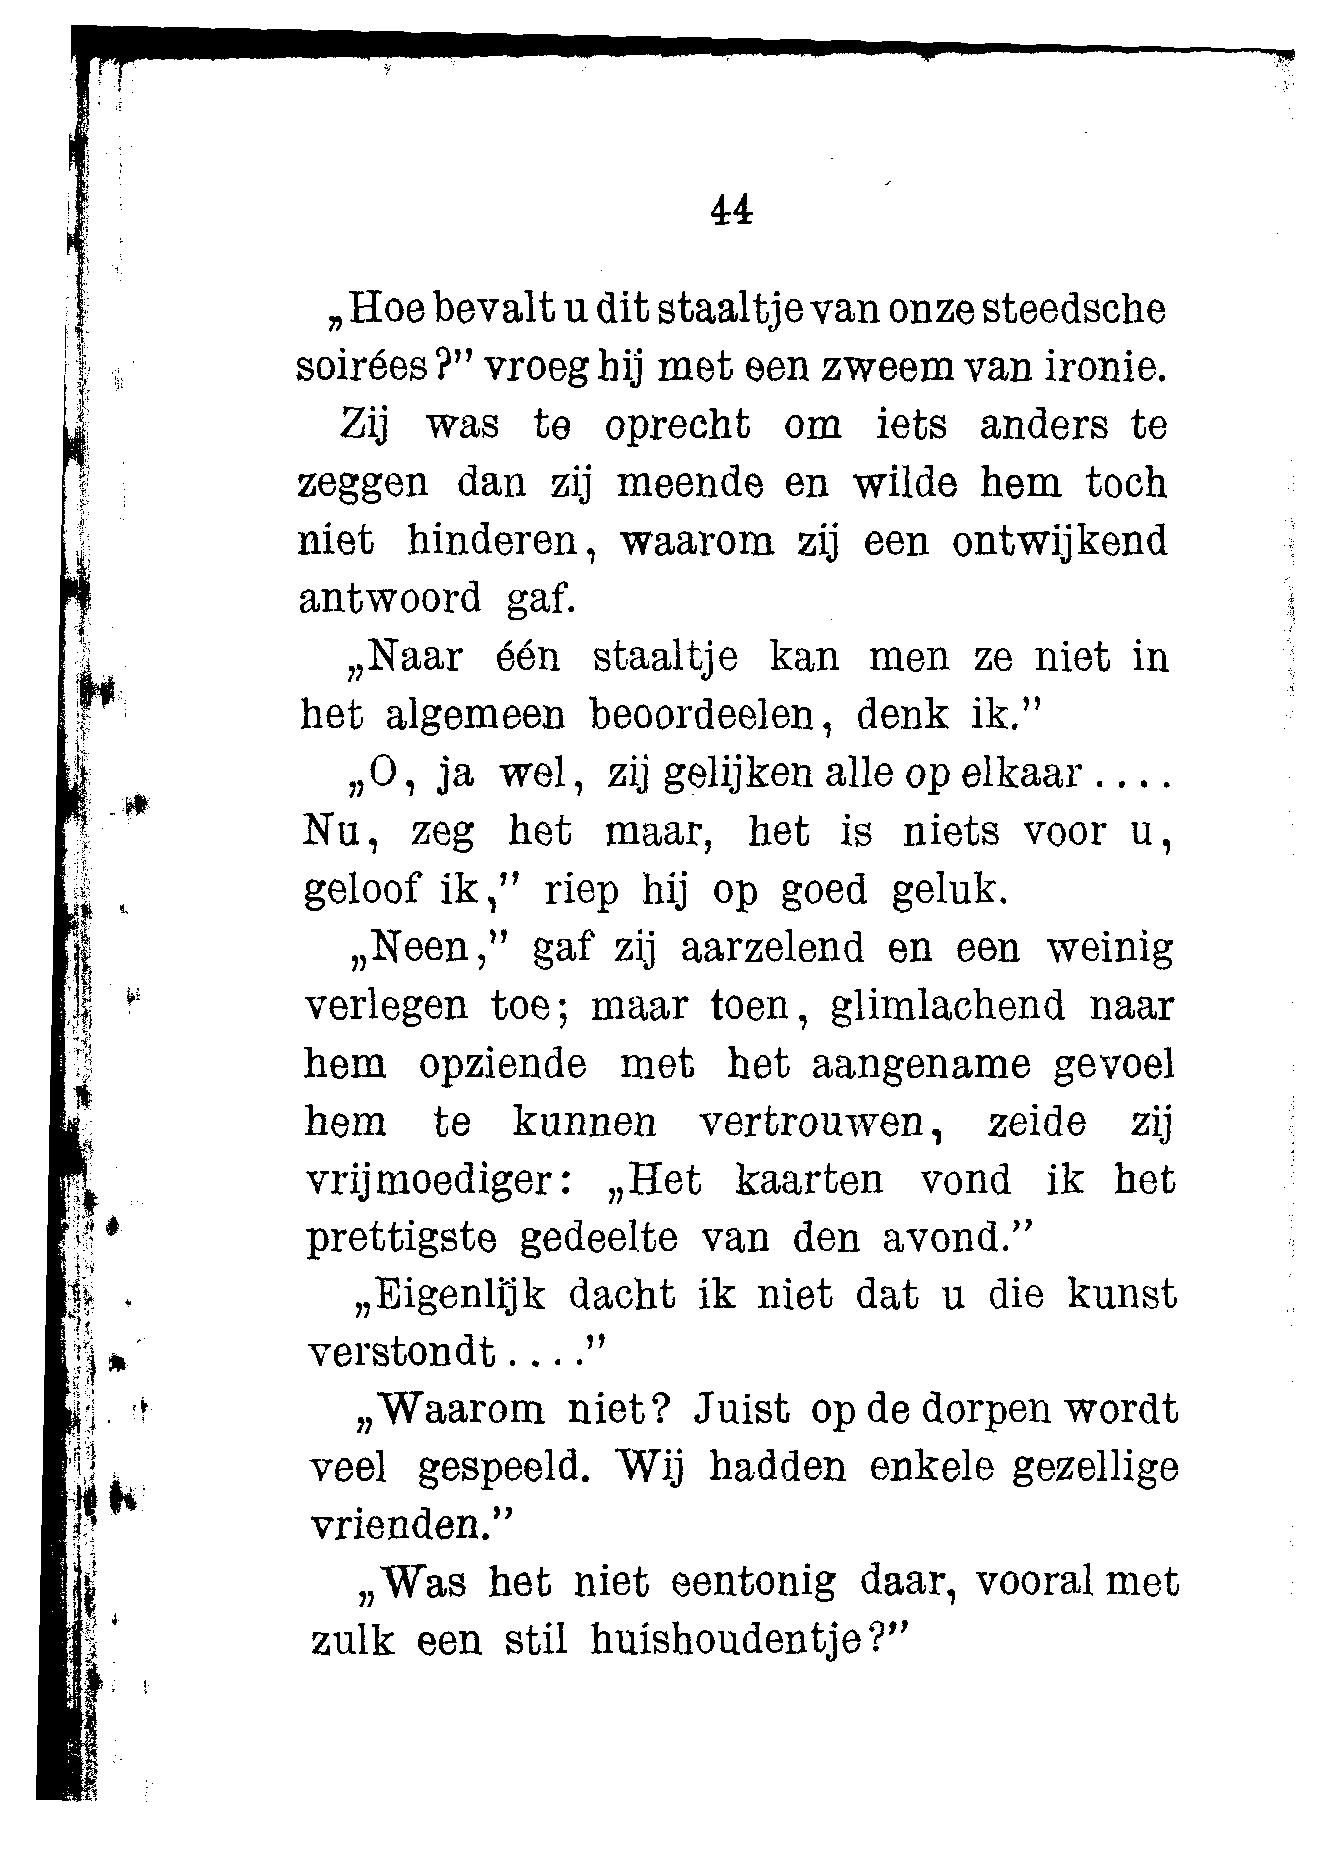 44
„Hoe bevalt u dit staaltje van onze steedsche
soirées?” vroeg hij met een zweem van ironie.
Zij was te oprecht om iets anders te
zeggen dan zij meende en wilde hem toch
niet hinderen, waarom zij een ontwijkend
antwoord gaf.
„Naar één staaltje kan men ze niet in
het algemeen beoordeelen, denk ik.”
„O, ja wel, zij gelijken alle op elkaar....
Nu, zeg het maar, het is niets voor u,
geloof ik,” riep hij op goed geluk.
„Neen,” gaf zij aarzelend en een weinig
verlegen toe; maar toen, glimlachend naar
hem opziende met het aangename gevoel
hem te kunnen vertrouwen, zeide zij
vrijmoediger: „Het kaarten vond ik het
prettigste gedeelte van den avond.”
„Eigenlijk dacht ik niet dat u die kunst
verstondt....”
„Waarom niet? Juist op de dorpen wordt
veel gespeeld. Wij hadden enkele gezellige
vrienden.”
„Was het niet eentonig daar, vooral met
zulk een stil huishoudentje?”